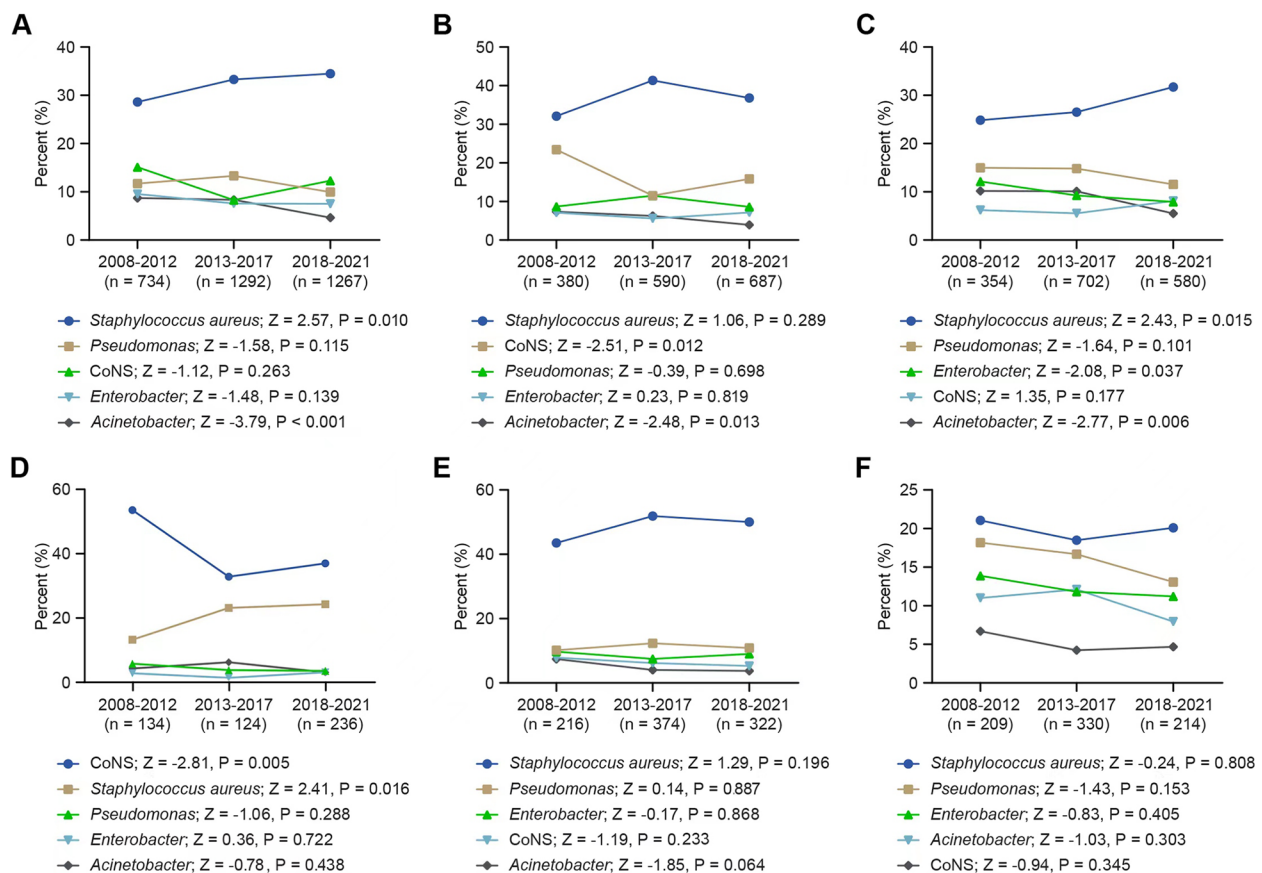 A
40
30
20
10
0
Percent (%)
2008-2012 2013-2017 2018-2021
(n = 734) (n = 1292) (n = 1267)
Staphylococcus aureus; Z = 2.57, P = 0.010
Pseudomonas; Z = -1.58, P = 0.115
CoNS; Z = -1.12, P = 0.263
Enterobacter; Z = -1.48, P = 0.139
Acinetobacter; Z = -3.79, P < 0.001
B
50
40
30
20
10
0
Percent (%)
2008-2012 2013-2017 2018-2021
(n = 380) (n = 590) (n = 687)
Staphylococcus aureus; Z = 1.06, P = 0.289
CoNS; Z = -2.51, P = 0.012
Pseudomonas; Z = -0.39, P = 0.698
Enterobacter; Z = 0.23, P = 0.819
Acinetobacter; Z = -2.48, P = 0.013
C
40
30
20
10
0
Percent (%)
2008-2012 2013-2017 2018-2021
(n = 354) (n = 702) (n = 580)
Staphylococcus aureus; Z = 2.43, P = 0.015
Pseudomonas; Z = -1.64, P = 0.101
Enterobacter; Z = -2.08, P = 0.037
CoNS; Z = 1.35, P = 0.177
Acinetobacter; Z = -2.77, P = 0.006
D
60
40
20
0
Percent (%)
2008-2012 2013-2017 2018-2021
(n = 134) (n = 124) (n = 236)
CoNS; Z = -2.81, P = 0.005
Staphylococcus aureus; Z = 2.41, P = 0.016
Pseudomonas; Z = -1.06, P = 0.288
Enterobacter; Z = 0.36, P = 0.722
Acinetobacter; Z = -0.78, P = 0.438
E
60
40
20
0
Percent (%)
2008-2012 2013-2017 2018-2021
(n = 216) (n = 374) (n = 322)
Staphylococcus aureus; Z = 1.29, P = 0.196
Pseudomonas; Z = 0.14, P = 0.887
Enterobacter; Z = -0.17, P = 0.868
CoNS; Z = -1.19, P = 0.233
Acinetobacter; Z = -1.85, P = 0.064
F
25
20
15
10
5
0
Percent (%)
2008-2012 2013-2017 2018-2021
(n = 209) (n = 330) (n = 214)
Staphylococcus aureus; Z = -0.24, P = 0.808
Pseudomonas; Z = -1.43, P = 0.153
Enterobacter; Z = -0.83, P = 0.405
Acinetobacter; Z = -1.03, P = 0.303
CoNS; Z = -0.94, P = 0.345